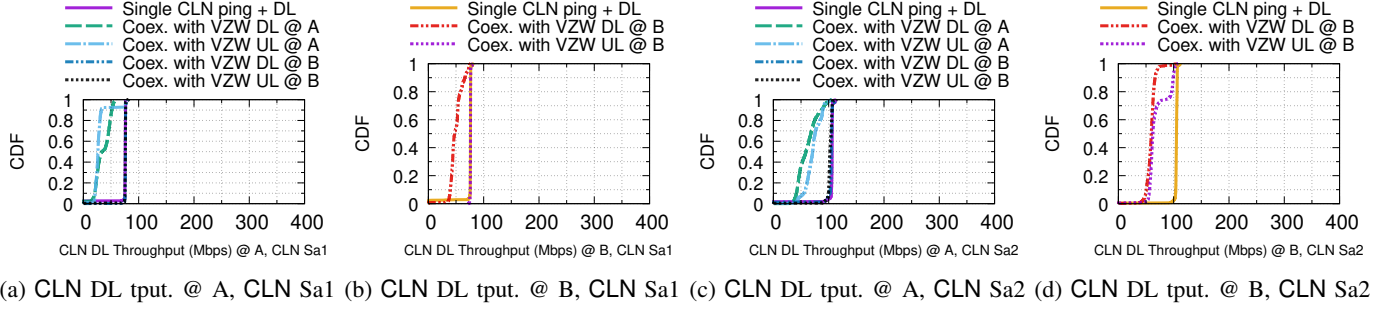 Single CLN ping + DL
Coex. with VZW DL @ A
Coex. with VZW UL @ A
Coex. with VZW DL @ B
Coex. with VZW UL @ B
CDF
1
0.8
0.6
0.4
0.2
0
0 100 200 300 400
CLN DL Throughput (Mbps) @ A, CLN Sa1
(a) CLN DL tput. @ A, CLN Sa1
Single CLN ping + DL
Coex. with VZW DL @ B
Coex. with VZW UL @ B
CDF
1
0.8
0.6
0.4
0.2
0
0 100 200 300 400
CLN DL Throughput (Mbps) @ B, CLN Sa1
(b) CLN DL tput. @ B, CLN Sa1
Single CLN ping + DL
Coex. with VZW DL @ A
Coex. with VZW UL @ A
Coex. with VZW DL @ B
Coex. with VZW UL @ B
CDF
1
0.8
0.6
0.4
0.2
0
0 100 200 300 400
CLN DL Throughput (Mbps) @ A, CLN Sa2
(c) CLN DL tput. @ A, CLN Sa2
Single CLN ping + DL
Coex. with VZW DL @ B
Coex. with VZW UL @ B
CDF
1
0.8
0.6
0.4
0.2
0
0 100 200 300 400
CLN DL Throughput (Mbps) @ B, CLN Sa2
(d) CLN DL tput. @ B, CLN Sa2